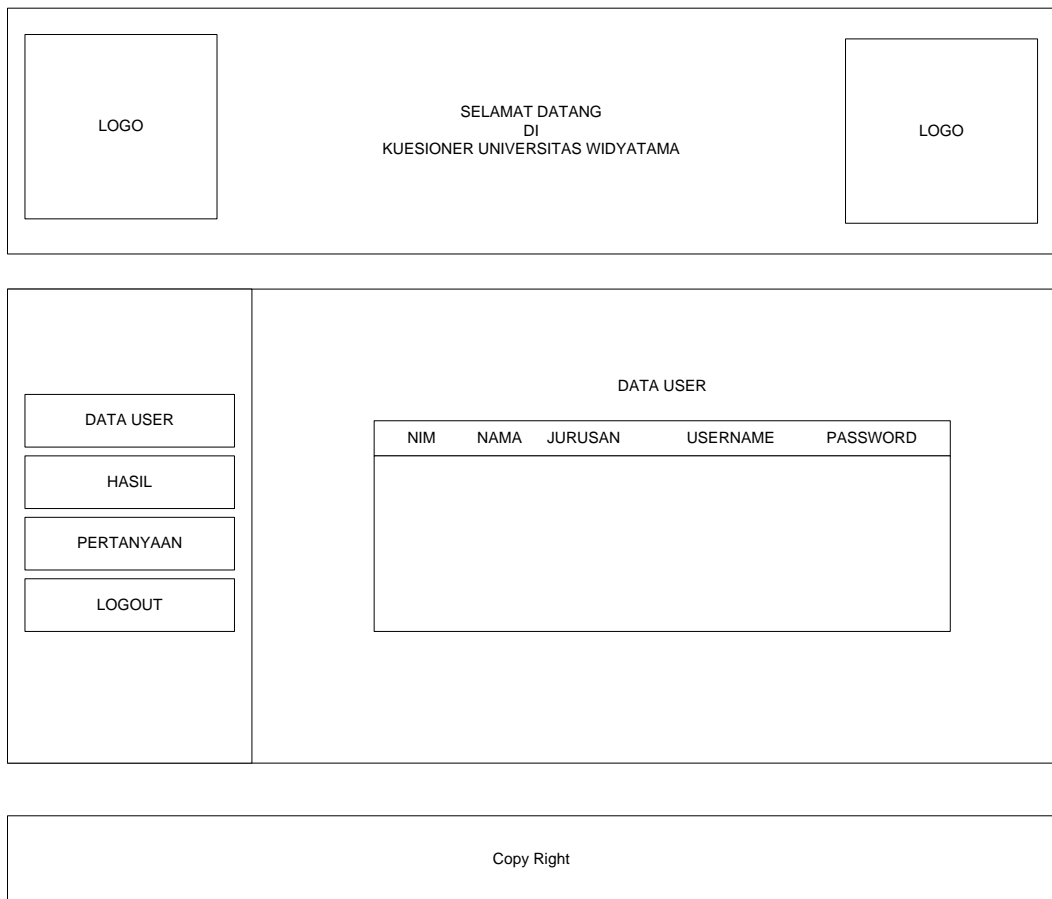 LOGO
SELAMAT DATANG
DI
KUESIONER UNIVERSITAS WIDYATAMA
LOGO
DATA USER
HASIL
PERTANYAAN
LOGOUT
DATA USER
NIM NAMA JURUSAN USERNAME PASSWORD
Copy Right